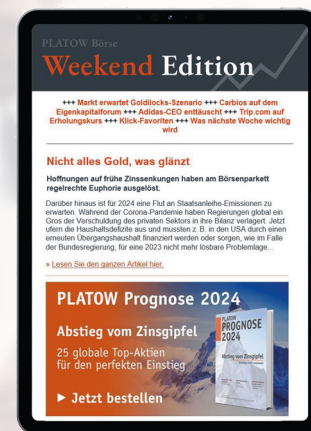 PLATOW Börse
Weekend Edition
+++ Markt erwartet Goldilocks-Szenario +++ Carbios auf dem
Eigenkapitalforum +++ Adidas-CEO enttäuscht +++ Trip.com auf
Erholungskurs +++ Klick-Favoriten +++ Was nächste Woche wichtig
wird
Nicht alles Gold, was glänzt
Hoffnungen auf frühe Zinssenkungen haben am Börsenparkett
regelrechte Euphorie ausgelöst.
Darüber hinaus ist für 2024 eine Flut an Staatsanleihe-Emissionen zu
erwarten. Während der Corona-Pandemie haben Regierungen global ein
Gros der Verschuldung des privaten Sektors in ihre Bilanz verlagert. Jetzt
ufern die Haushaltsdefizite aus und mussten z. B. in den USA durch einen
erneuten Übergangshaushalt finanziert werden oder sorgen, wie im Falle
der Bundesregierung, für eine 2023 nicht mehr lösbare Problemlage...
» Lesen Sie den ganzen Artikel hier.
PLATOW Prognose 2024
Abstieg vom Zinsgipfel
25 globale Top-Aktien
für den perfekten Einstieg
► Jetzt bestellen
PLATOW
PROGNOSE
2024
Abstieg vom Zinsgipfel